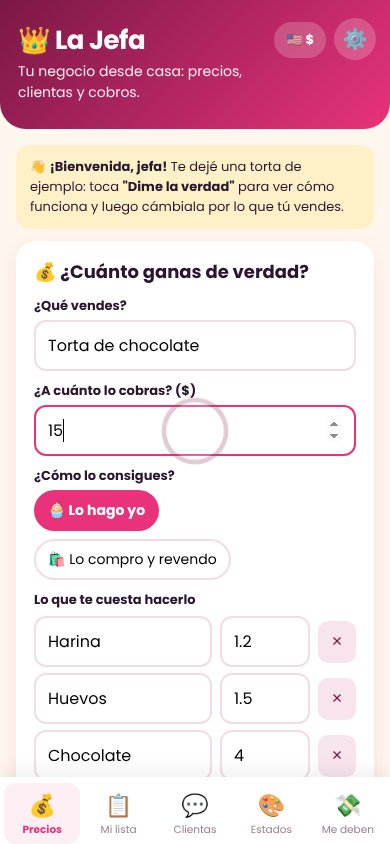 👑 La Jefa
🇺🇸 $
Tu negocio desde casa: precios,
clientas y cobros.
👋 ¡Bienvenida, jefa! Te dejé una torta de
ejemplo: toca "Dime la verdad" para ver cómo
funciona y luego cámbiala por lo que tú vendes.
💰 ¿Cuánto ganas de verdad?
¿Qué vendes?
Torta de chocolate
¿A cuánto lo cobras? ($)
15
¿Cómo lo consigues?
🧁 Lo hago yo
🛍️ Lo compro y revendo
Lo que te cuesta hacerlo
Harina 1.2 ×
Huevos 1.5 ×
Chocolate 4 ×
Precios Mi lista Clientas Estados Me deben